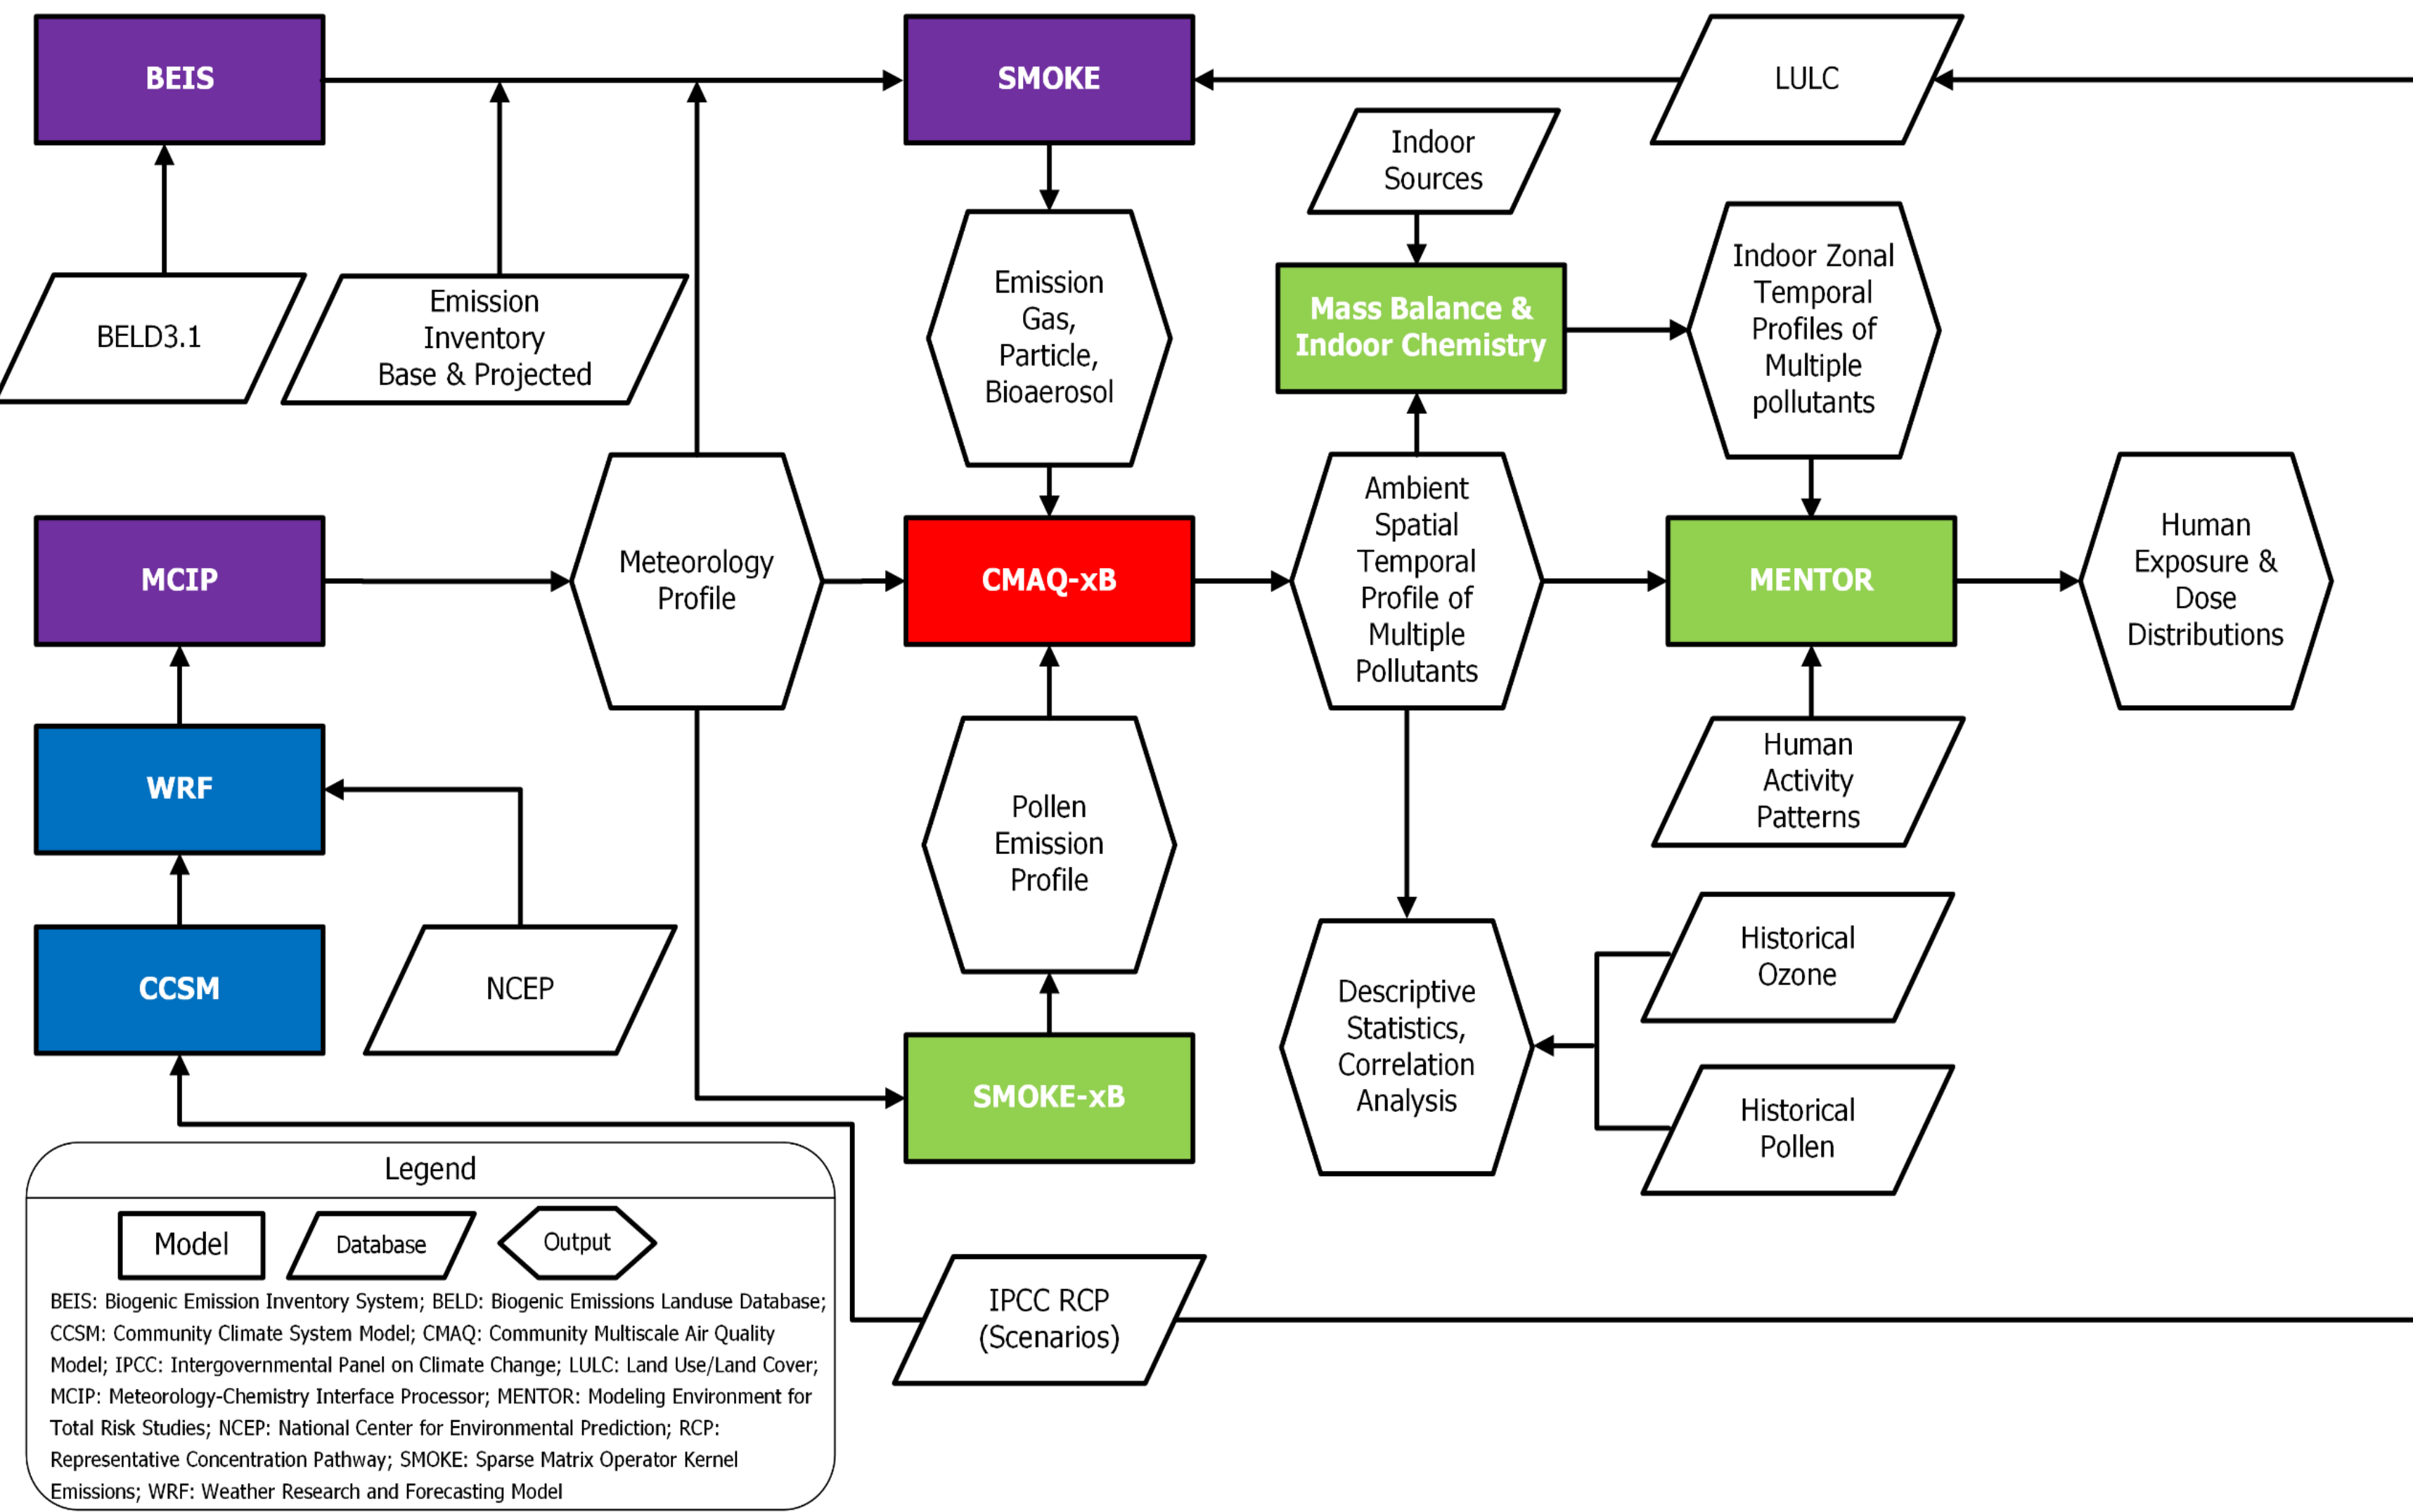 BEIS
SMOKE
LULC
Indoor
Sources
BELD3.1
Emission
Inventory
Base & Projected
Emission
Gas,
Particle,
Bioaerosol
Mass Balance &
Indoor Chemistry
Indoor Zonal
Temporal
Profiles of
Multiple
pollutants
MCIP
Meteorology
Profile
CMAQ-xB
Ambient
Spatial
Temporal
Profile of
Multiple
Pollutants
MENTOR
Human
Exposure &
Dose
Distributions
WRF
Pollen
Emission
Profile
Human
Activity
Patterns
CCSM
NCEP
SMOKE-xB
Descriptive
Statistics,
Correlation
Analysis
Historical
Ozone
Historical
Pollen
IPCC RCP
(Scenarios)
Legend
Model
Database
Output
BEIS: Biogenic Emission Inventory System; BELD: Biogenic Emissions Landuse Database;
CCSM: Community Climate System Model; CMAQ: Community Multiscale Air Quality
Model; IPCC: Intergovernmental Panel on Climate Change; LULC: Land Use/Land Cover;
MCIP: Meteorology-Chemistry Interface Processor; MENTOR: Modeling Environment for
Total Risk Studies; NCEP: National Center for Environmental Prediction; RCP:
Representative Concentration Pathway; SMOKE: Sparse Matrix Operator Kernel
Emissions; WRF: Weather Research and Forecasting Model